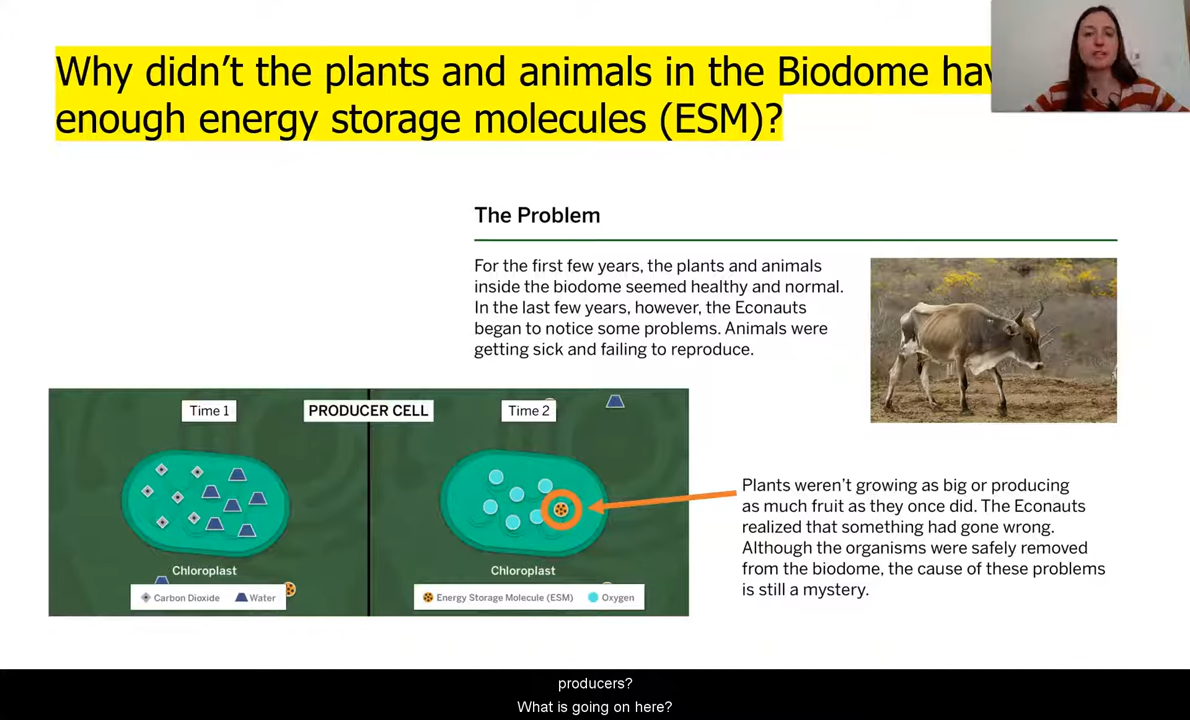 Why didn't the plants and animals in the Biodome
enough energy storage molecules (ESM)?
The Problem
For the first few years, the plants and animals
inside the biodome seemed healthy and normal.
In the last few years, however, the Econauts
began to notice some problems. Animals were
getting sick and failing to reproduce.
Time 1
PRODUCER CELL
Time 2
Chloroplast
Chloroplast
Carbon Dioxide
Water
Energy Storage Molecule (ESM)
Oxygen
Plants weren't growing as big or producing
as much fruit as they once did. The Econauts
realized that something had gone wrong.
Although the organisms were safely removed
from the biodome, the cause of these problems
is still a mystery.
producers?
What is going on here?